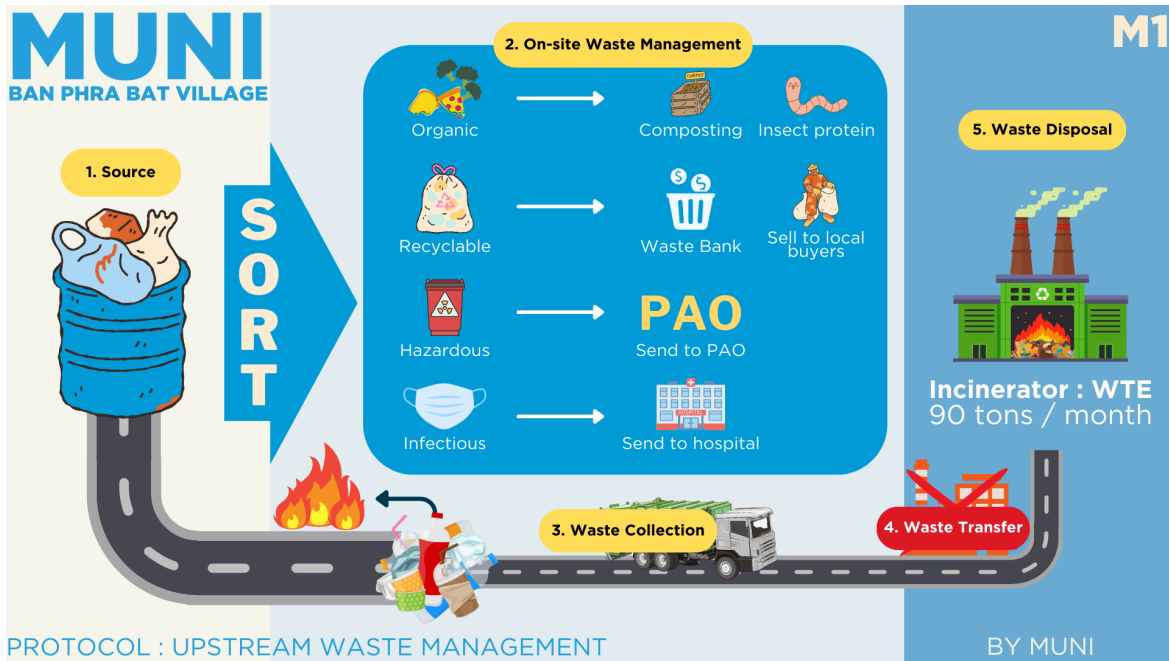 MUNI
BAN PHRA BAT VILLAGE
M1
1. Source
SORT
2. On-site Waste Management
Organic
Composting
Insect protein
Recyclable
Waste Bank
Sell to local
buyers
Hazardous
PAO
Send to PAO
Infectious
HOSPITAL
Send to hospital
3. Waste Collection
4. Waste Transfer
5. Waste Disposal
Incinerator : WTE
90 tons / month
PROTOCOL : UPSTREAM WASTE MANAGEMENT
BY MUNI